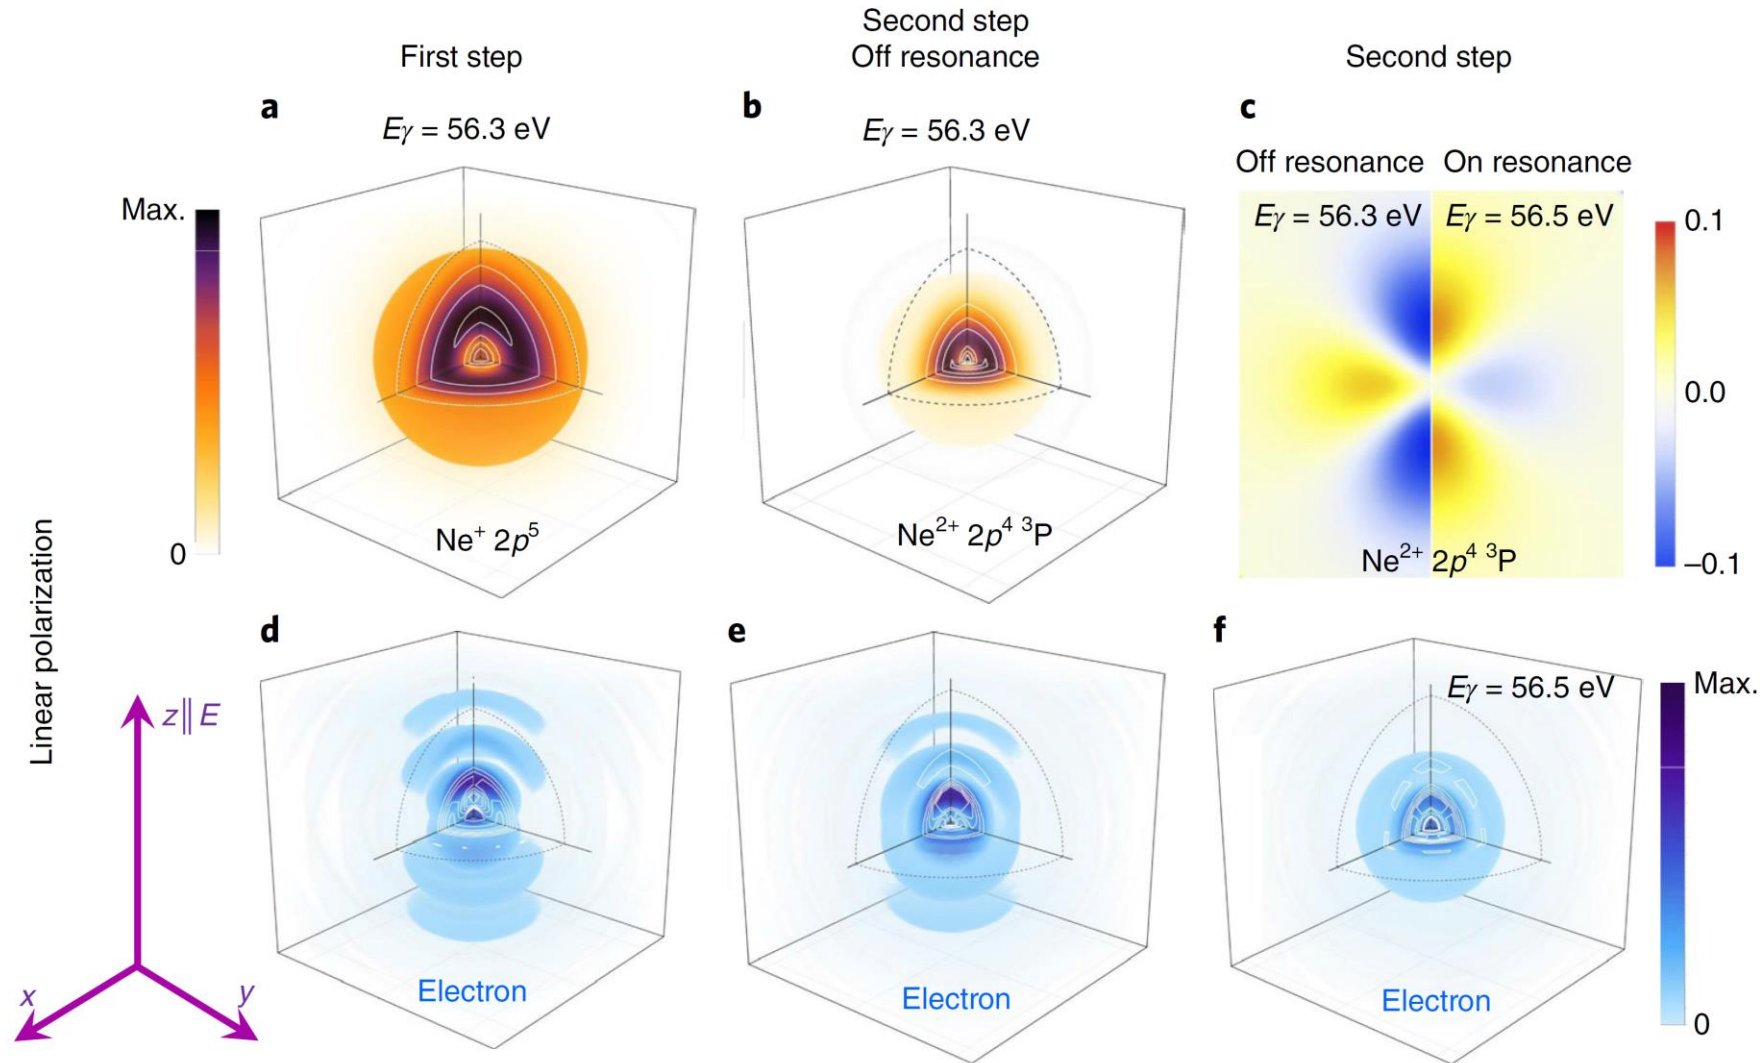 First step
Second step
Off resonance
Second step
a
b
c
Eγ = 56.3 eV
Eγ = 56.3 eV
Off resonance
On resonance
Max.
0
Eγ = 56.3 eV
Eγ = 56.5 eV
0.1
0.0
–0.1
Ne⁺ 2p⁵
Ne²⁺ 2p⁴ ³P
Ne²⁺ 2p⁴ ³P
Linear polarization
d
e
f
z‖E
x
y
Eγ = 56.5 eV
Max.
0
Electron
Electron
Electron